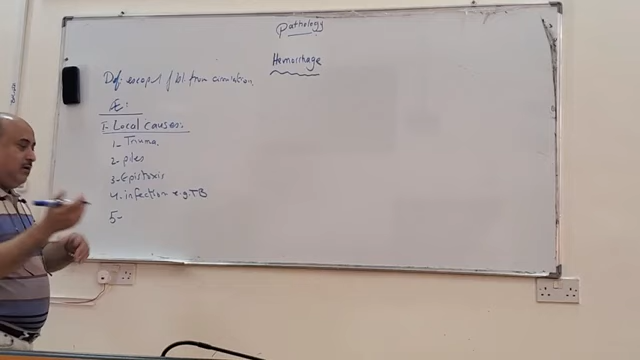 Pathology
Hemorrhage
Def: escape of bl. from circulation.
Æ:
I- Local causes:
1- Truma,
2- piles
3- Epistaxis
4- infection e.g. TB
5-